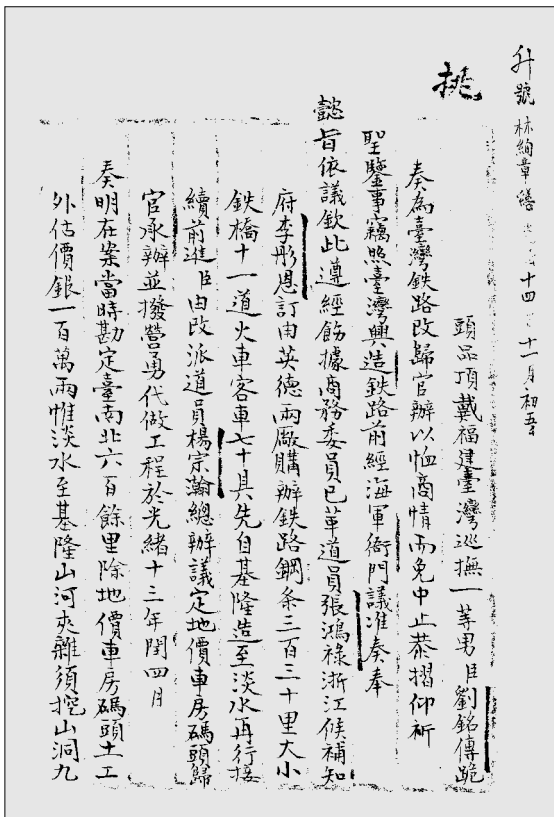 升號 林絢章繕 十四 十一月初五
挑
頭品頂戴福建臺灣巡撫一等男臣劉銘傳跪
奏為臺灣鉄路改歸官辦以恤商情而免中止恭摺仰祈
聖鑒事竊照臺灣興造鉄路前經海軍衙門議准奏奉
懿旨依議欽此遵經飭據商務委員已革道員張鴻祿浙江候補知
府李彤恩訂由英德兩廠購辦鉄路鋼条三百三十里大小
鉄橋十一道火車客車七十具先自基隆造至淡水再行接
續前進臣由改派道員楊宗瀚總辦議定地價車房碼頭歸
官承辦並撥營勇代做工程於光緒十三年閏四月
奏明在案當時勘定臺南北六百餘里除地價車房碼頭土工
外估價銀一百萬兩惟淡水至基隆山河夾雜須挖山洞九